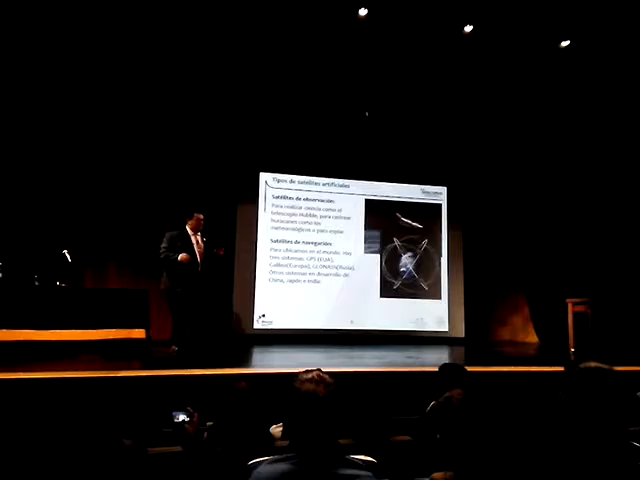 Tipos de satélites artificiales
Satélites de observación:
Para realizar ciencia como el
telescopio Hubble, para rastrear
huracanes como los
meteorológicos o para espiar
Satélites de navegación:
Para ubicarnos en el mundo. Hay
tres sistemas: GPS (EUA),
Galileo(Europa), GLONASS(Rusia).
Otros sistemas en desarrollo de
China, Japón e India.